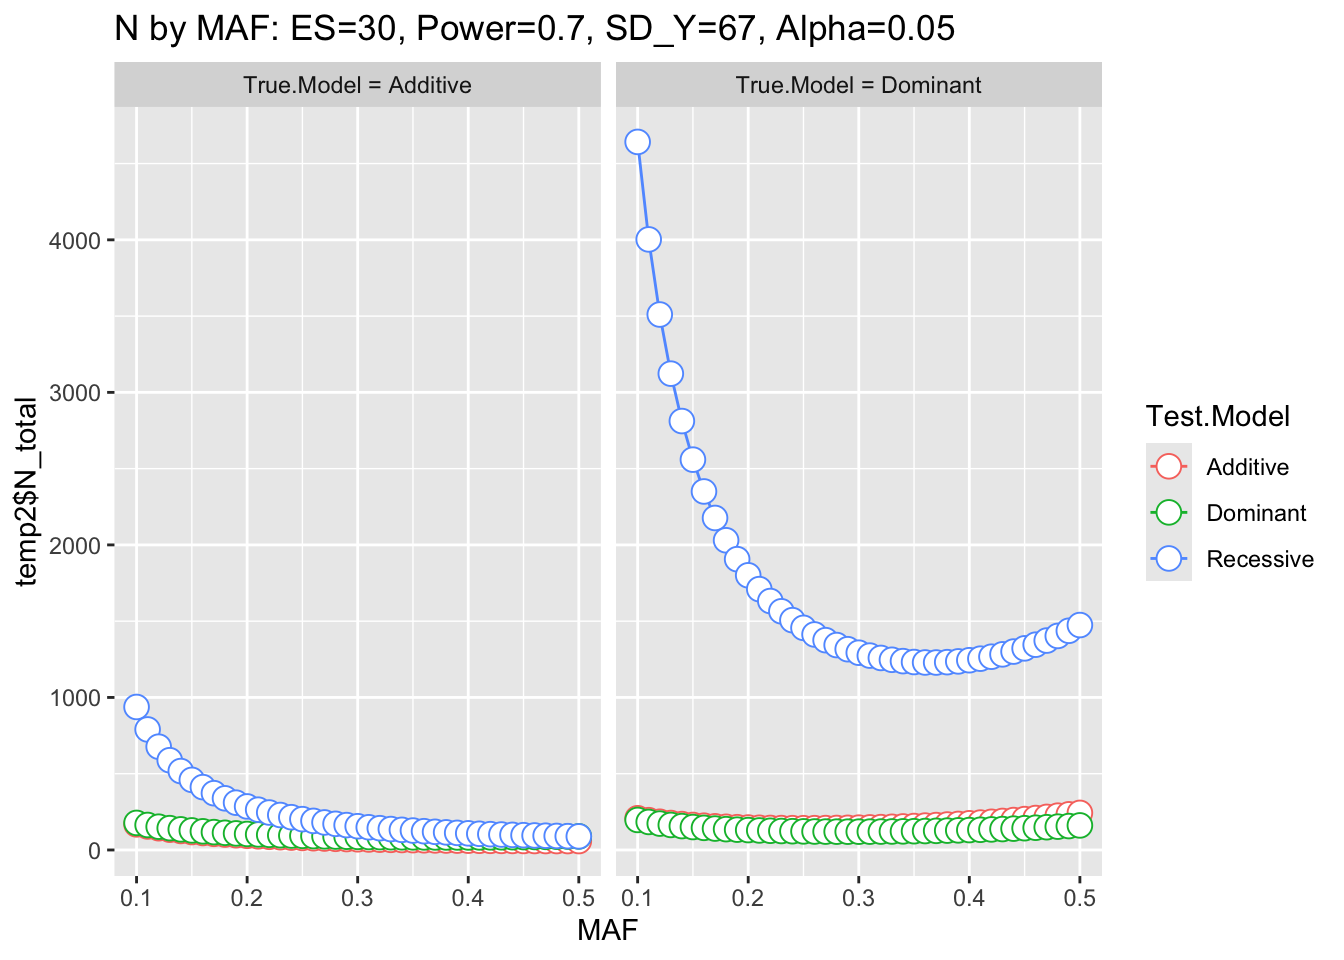 N by MAF: ES=30, Power=0.7, SD_Y=67, Alpha=0.05
True.Model = Additive
True.Model = Dominant
temp2$N_total
4000
3000
2000
1000
0
0.1 0.2 0.3 0.4 0.5
0.1 0.2 0.3 0.4 0.5
MAF
Test.Model
Additive
Dominant
Recessive